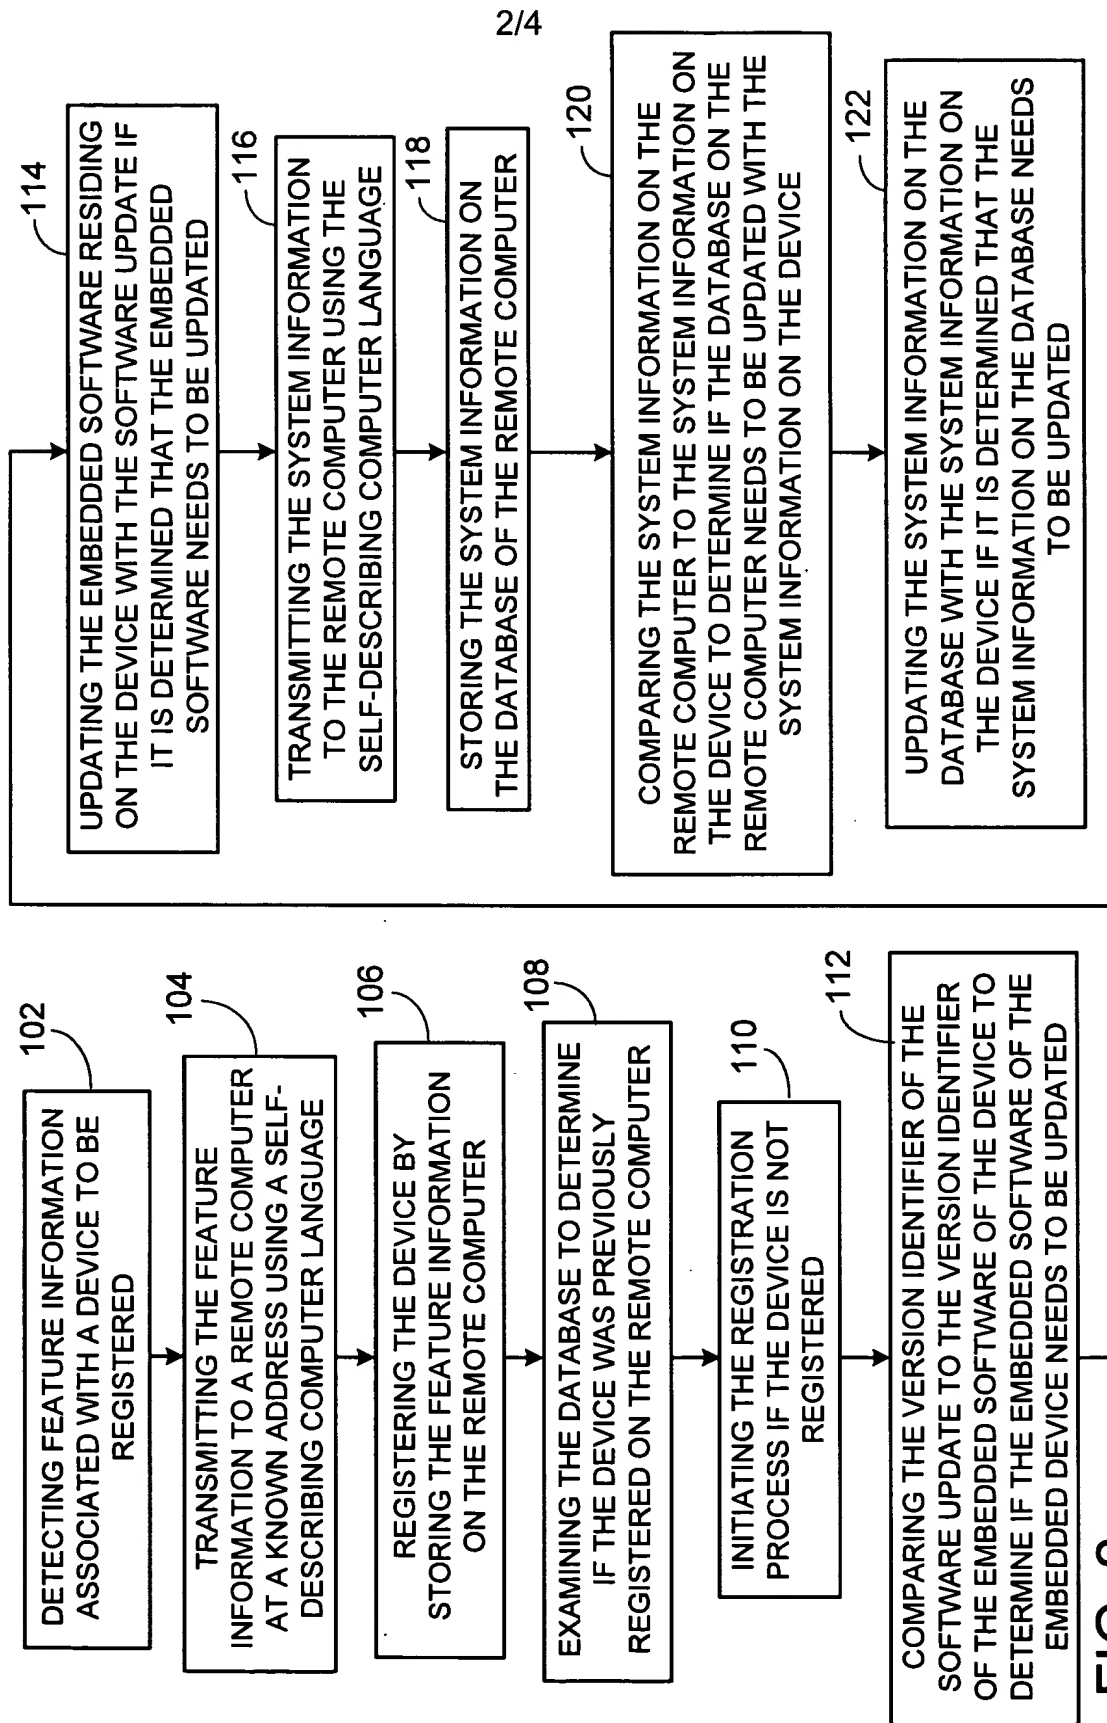 2/4
102
DETECTING FEATURE INFORMATION
ASSOCIATED WITH A DEVICE TO BE
REGISTERED
104
TRANSMITTING THE FEATURE
INFORMATION TO A REMOTE COMPUTER
AT A KNOWN ADDRESS USING A SELF-
DESCRIBING COMPUTER LANGUAGE
106
REGISTERING THE DEVICE BY
STORING THE FEATURE INFORMATION
ON THE REMOTE COMPUTER
108
EXAMINING THE DATABASE TO DETERMINE
IF THE DEVICE WAS PREVIOUSLY
REGISTERED ON THE REMOTE COMPUTER
110
INITIATING THE REGISTRATION
PROCESS IF THE DEVICE IS NOT
REGISTERED
112
COMPARING THE VERSION IDENTIFIER OF THE
SOFTWARE UPDATE TO THE VERSION IDENTIFIER
OF THE EMBEDDED SOFTWARE OF THE DEVICE TO
DETERMINE IF THE EMBEDDED SOFTWARE OF THE
EMBEDDED DEVICE NEEDS TO BE UPDATED
114
UPDATING THE EMBEDDED SOFTWARE RESIDING
ON THE DEVICE WITH THE SOFTWARE UPDATE IF
IT IS DETERMINED THAT THE EMBEDDED
SOFTWARE NEEDS TO BE UPDATED
116
TRANSMITTING THE SYSTEM INFORMATION
TO THE REMOTE COMPUTER USING THE
SELF-DESCRIBING COMPUTER LANGUAGE
118
STORING THE SYSTEM INFORMATION ON
THE DATABASE OF THE REMOTE COMPUTER
120
COMPARING THE SYSTEM INFORMATION ON THE
REMOTE COMPUTER TO THE SYSTEM INFORMATION ON
THE DEVICE TO DETERMINE IF THE DATABASE ON THE
REMOTE COMPUTER NEEDS TO BE UPDATED WITH THE
SYSTEM INFORMATION ON THE DEVICE
122
UPDATING THE SYSTEM INFORMATION ON THE
DATABASE WITH THE SYSTEM INFORMATION ON
THE DEVICE IF IT IS DETERMINED THAT THE
SYSTEM INFORMATION ON THE DATABASE NEEDS
TO BE UPDATED
FIG.